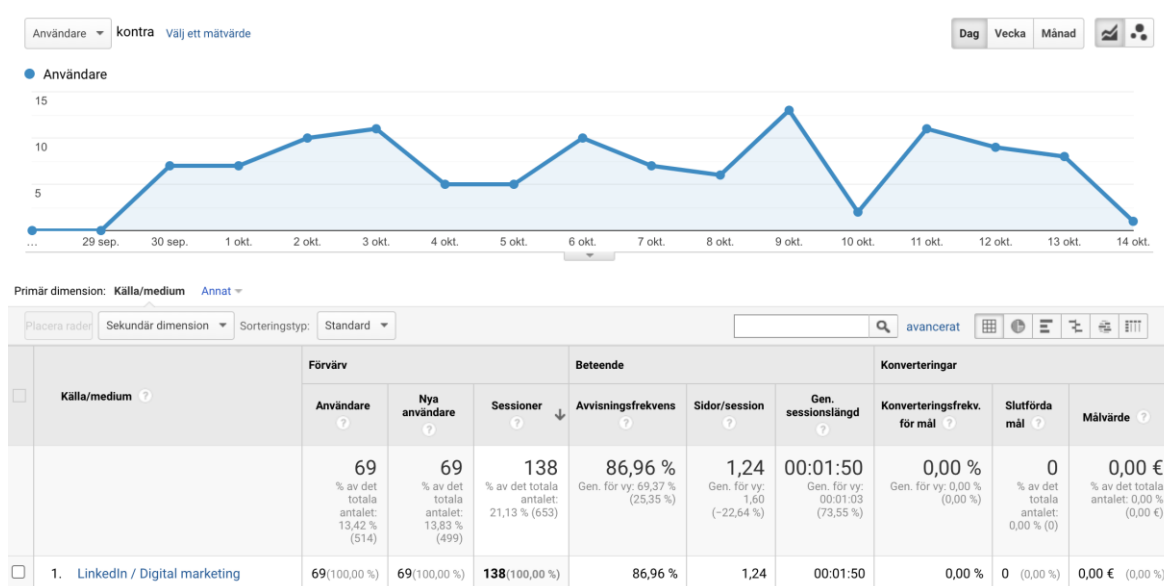 Användare kontra Välj ett mätvärde
Dag Vecka Månad
Användare
15
10
5
... 29 sep. 30 sep. 1 okt. 2 okt. 3 okt. 4 okt. 5 okt. 6 okt. 7 okt. 8 okt. 9 okt. 10 okt. 11 okt. 12 okt. 13 okt. 14 okt.
Primär dimension: Källa/medium Annat
Placera rader Sekundär dimension Sorteringstyp: Standard avancerat
Källa/medium ?
Förvärv
Beteende
Konverteringar
Användare
?
Nya
användare
?
Sessioner
?
Avvisningsfrekvens
?
Sidor/session
?
Gen.
sessionslängd
?
Konverteringsfrekv.
för mål ?
Slutförda
mål ?
Målvärde ?
69
% av det
totala
antalet:
13,42 %
(514)
69
% av det
totala
antalet:
13,83 %
(499)
138
% av det totala
antalet:
21,13 % (653)
86,96 %
Gen. för vy: 69,37 %
(25,35 %)
1,24
Gen. för vy:
1,60
(−22,64 %)
00:01:50
Gen. för vy:
00:01:03
(73,55 %)
0,00 %
Gen. för vy: 0,00 %
(0,00 %)
0
% av det
totala
antalet:
0,00 % (0)
0,00 €
% av det totala
antalet: 0,00 %
(0,00 €)
1. LinkedIn / Digital marketing 69(100,00 %) 69(100,00 %) 138(100,00 %) 86,96 % 1,24 00:01:50 0,00 % 0 (0,00 %) 0,00 € (0,00 %)